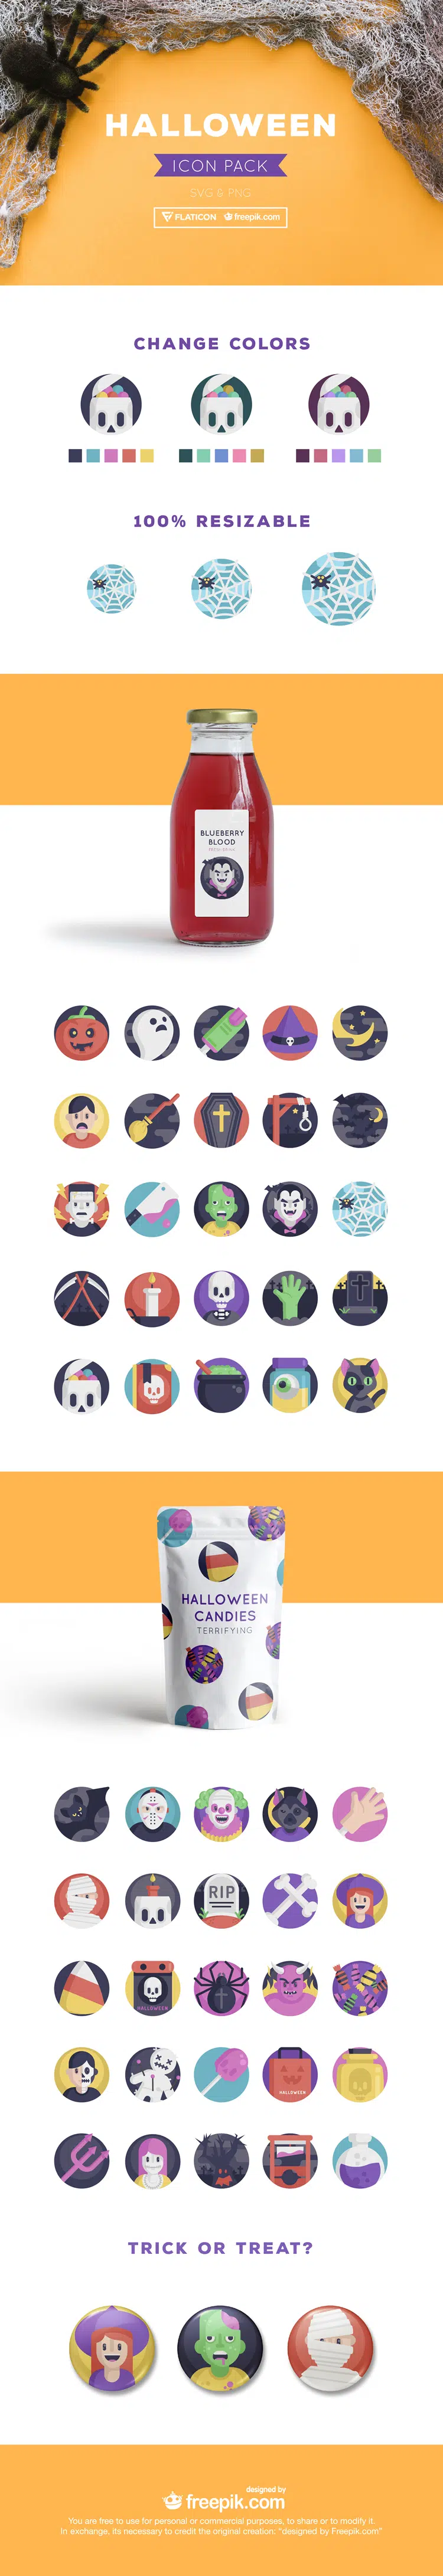 HALLOWEEN
ICON PACK
SVG & PNG
FLATICON freepik.com
CHANGE COLORS
100% RESIZABLE
BLUEBERRY
BLOOD
HALLOWEEN
CANDIES
TERRIFYING
RIP
HALLOWEEN
HALLOWEEN
TRICK OR TREAT?
designed by
freepik.com
You are free to use for personal or commercial purposes, to share or to modify it.
In exchange, its necessary to credit the original creation: "designed by Freepik.com"